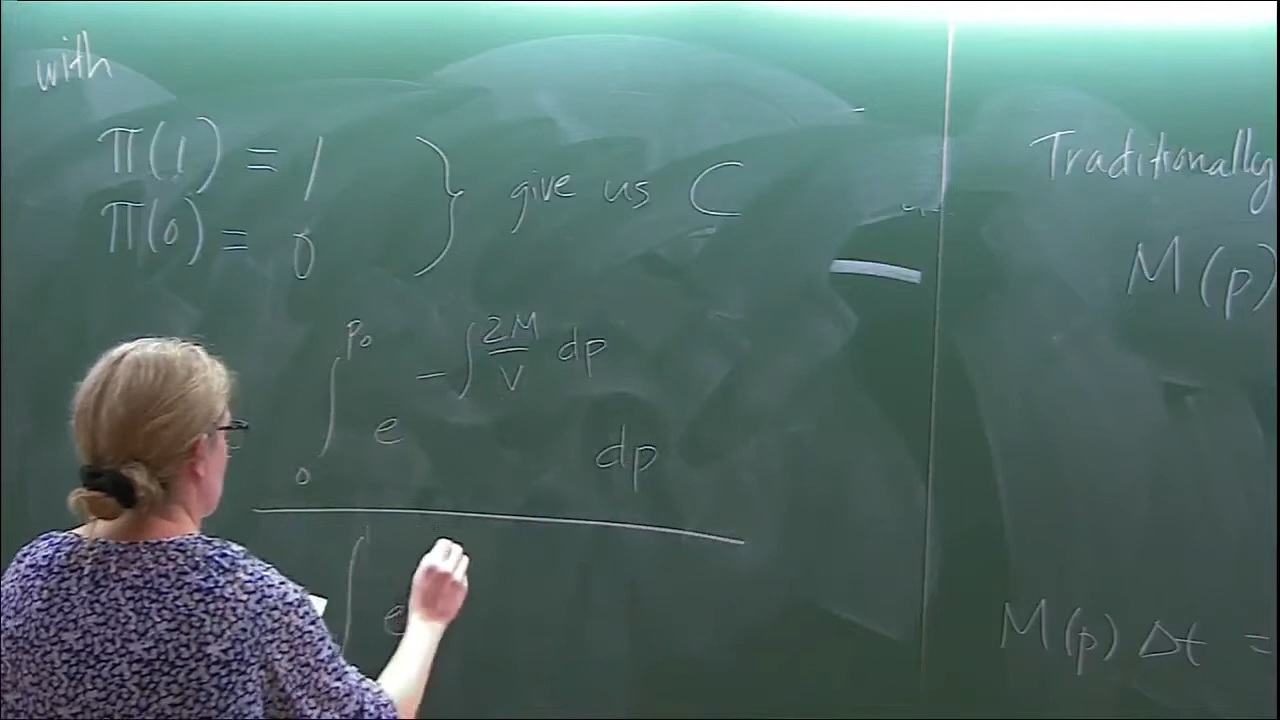 with
π(1) = 1
π(0) = 0
} give us C
= ∫₀^{p₀} e^{-∫ 2M/V dp} dp
∫ e
Traditionally
M(p)
M(p) Δt =